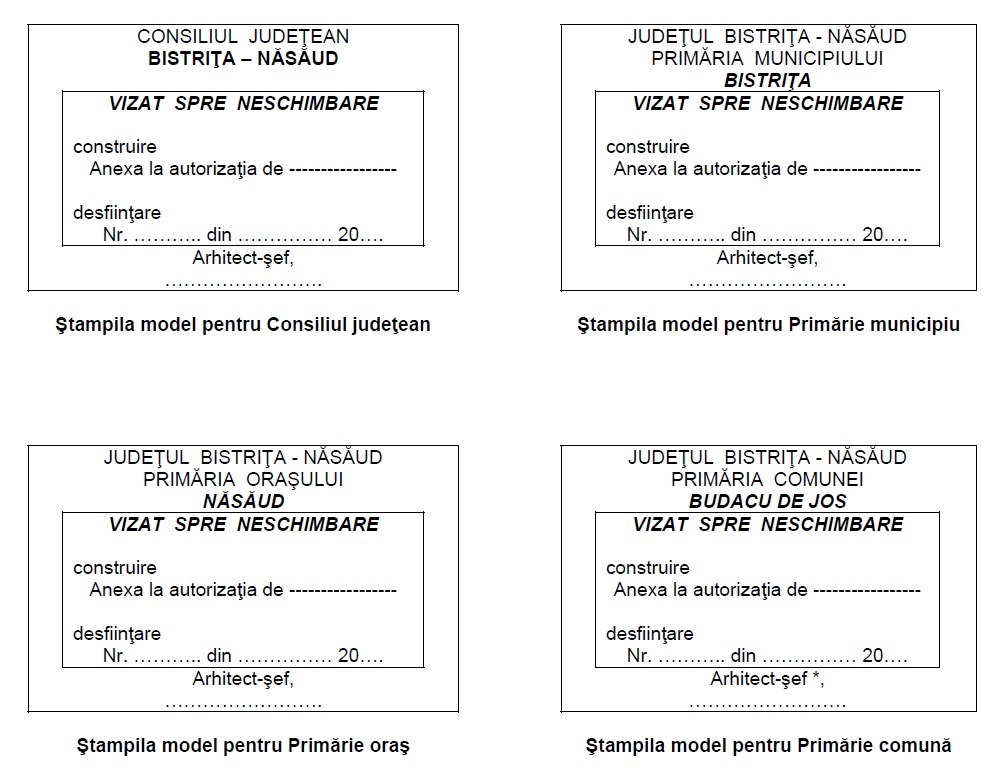 CONSILIUL JUDEŢEAN
BISTRIŢA – NĂSĂUD
VIZAT SPRE NESCHIMBARE
construire
Anexa la autorizaţia de -----------------
desfiinţare
Nr. ……….. din …………… 20….
Arhitect-şef,
…………………….
Ştampila model pentru Consiliul judeţean
JUDEŢUL BISTRIŢA - NĂSĂUD
PRIMĂRIA MUNICIPIULUI
BISTRIŢA
VIZAT SPRE NESCHIMBARE
construire
Anexa la autorizaţia de -----------------
desfiinţare
Nr. ……….. din …………… 20….
Arhitect-şef,
…………………….
Ştampila model pentru Primărie municipiu
JUDEŢUL BISTRIŢA - NĂSĂUD
PRIMĂRIA ORAŞULUI
NĂSĂUD
VIZAT SPRE NESCHIMBARE
construire
Anexa la autorizaţia de -----------------
desfiinţare
Nr. ……….. din …………… 20….
Arhitect-şef,
…………………….
Ştampila model pentru Primărie oraş
JUDEŢUL BISTRIŢA - NĂSĂUD
PRIMĂRIA COMUNEI
BUDACU DE JOS
VIZAT SPRE NESCHIMBARE
construire
Anexa la autorizaţia de -----------------
desfiinţare
Nr. ……….. din …………… 20….
Arhitect-şef *,
…………………….
Ştampila model pentru Primărie comună